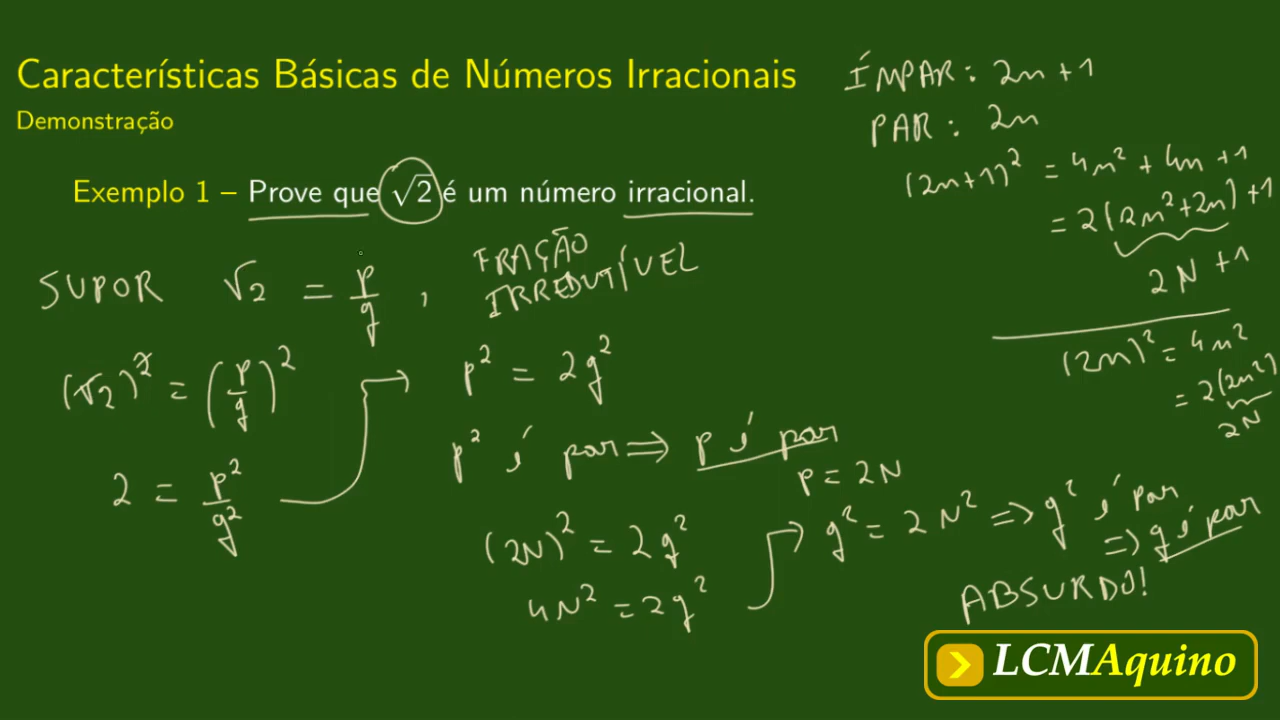 Características Básicas de Números Irracionais
Demonstração
Exemplo 1 – Prove que √2 é um número irracional.
SUPOR √2 = p/q , FRAÇÃO IRREDUTÍVEL
(√2)² = (p/q)²
2 = p²/q²
p² = 2q²
p² é par ⇒ p é par
p = 2N
(2N)² = 2q²
4N² = 2q²
q² = 2N² ⇒ q² é par
⇒ q é par
ABSURDO!
ÍMPAR: 2n+1
PAR: 2n
(2n+1)² = 4n² + 4n + 1
= 2(2n²+2n)+1
2N +1
(2n)² = 4n²
= 2(2n²)
2N
LCMAquino